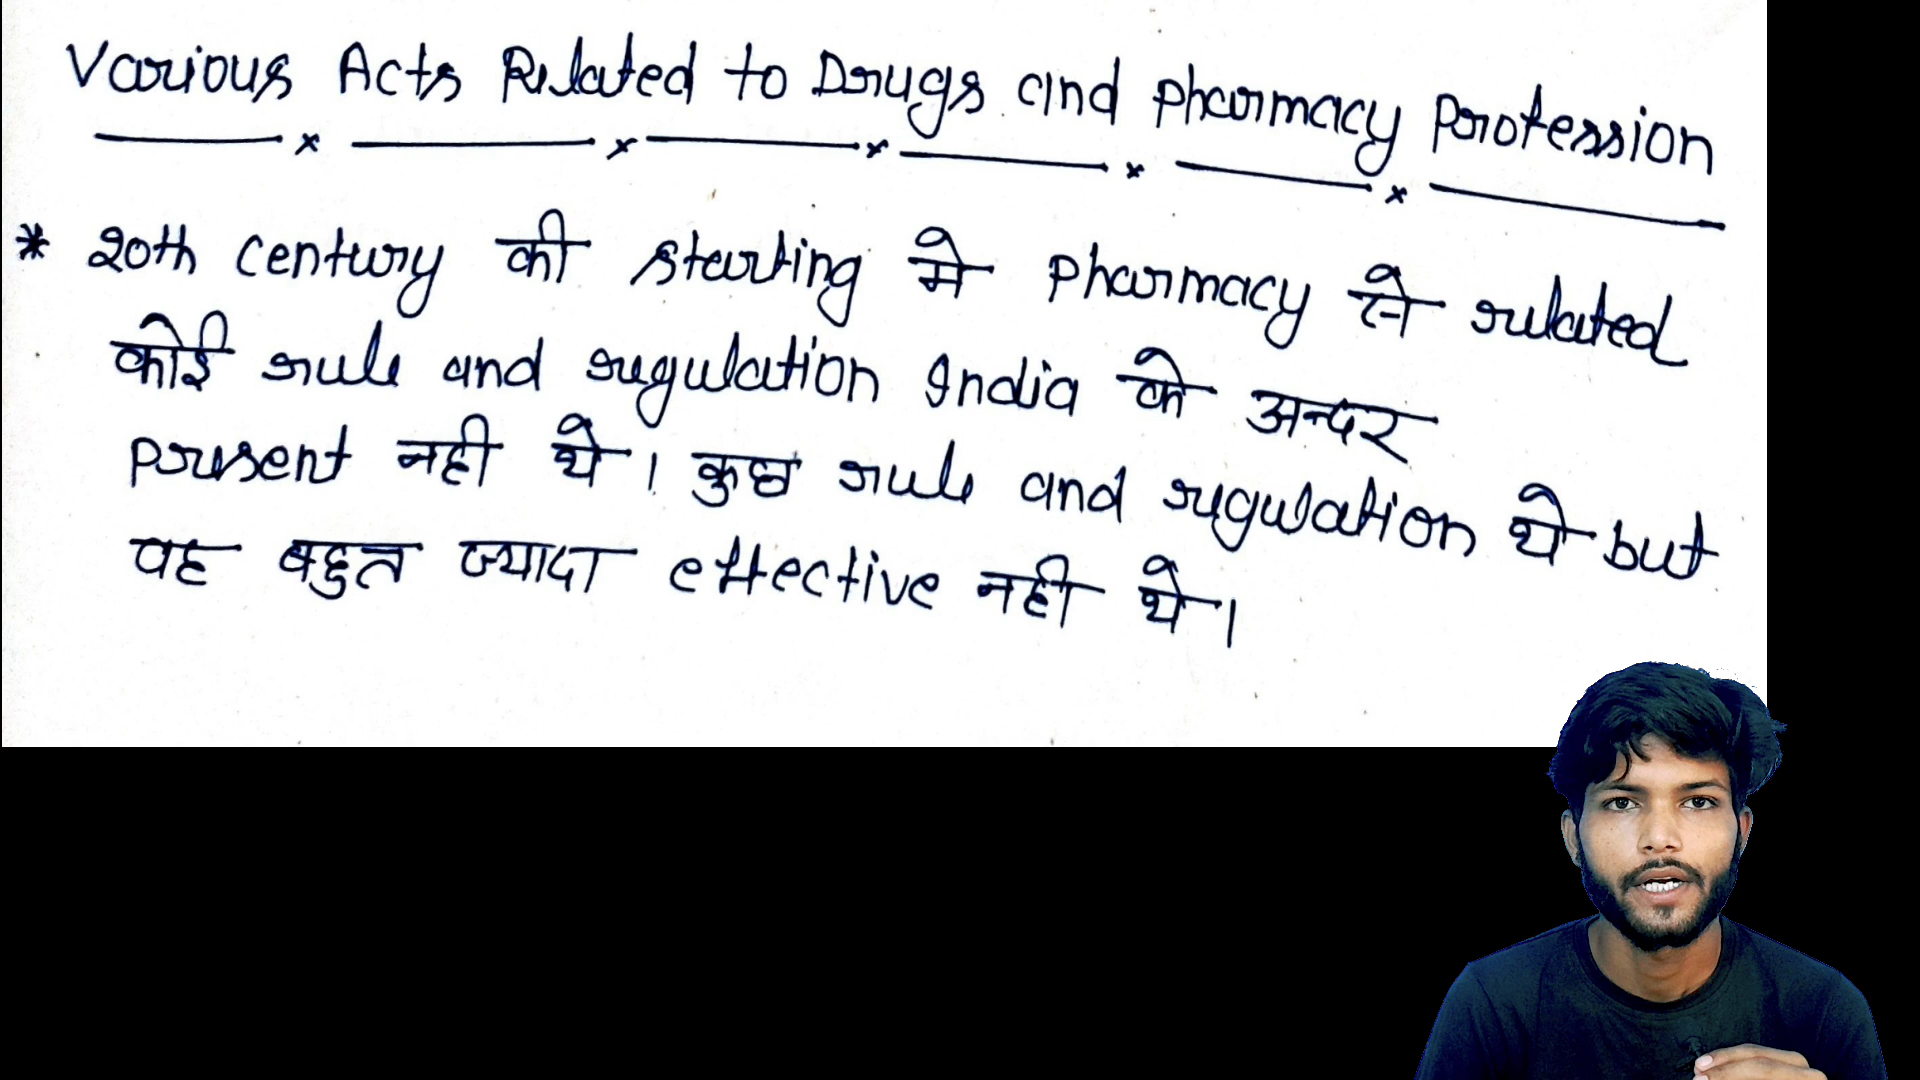 Various Acts Related to Drugs and pharmacy profession
* 20th century की starting मे pharmacy से related
कोई rule and regulation India के अन्दर
present नही थे। कुछ rule and regulation थे but
वह बहुत ज्यादा effective नही थे।